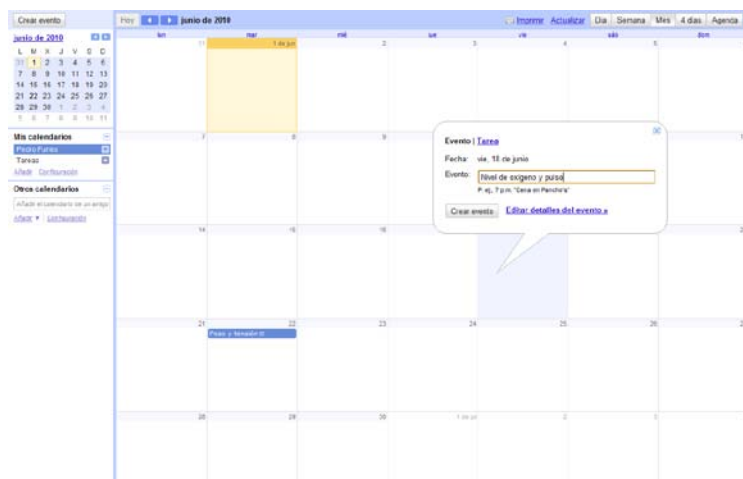 Crear evento
Hoy junio de 2010 Imprimir Actualizar Día Semana Mes 4 días Agenda
junio de 2010
L M X J V S D
31 1 2 3 4 5 6
7 8 9 10 11 12 13
14 15 16 17 18 19 20
21 22 23 24 25 26 27
28 29 30 1 2 3 4
5 6 7 8 9 10 11
Mis calendarios
Tareas
Añadir Configuración
Otros calendarios
Añadir el calendario de un amigo
Añadir Configuración
lun mar mié jue vie sáb dom
1 de jun 2 3 4 5
7 8 9
14 15 16
21 22 23 24 25 26
28 29 30 1 de jul 2 3
Evento | Tarea
Fecha: vie, 18 de junio
Evento: Nivel de oxigeno y pulso
P. ej., 7 p.m. "Cena en Panchira"
Crear evento Editar detalles del evento »
Peso y tensión